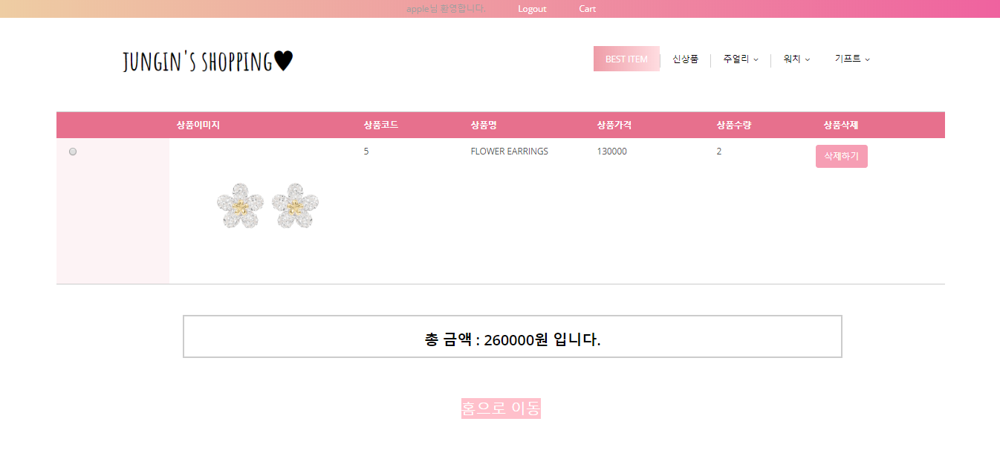 apple님 환영합니다. Logout Cart
JUNGIN'S SHOPPING♥
BEST ITEM 신상품 주얼리 워치 기프트
상품이미지 상품코드 상품명 상품가격 상품수량 상품삭제
5 FLOWER EARRINGS 130000 2 삭제하기
총 금액 : 260000원 입니다.
홈으로 이동